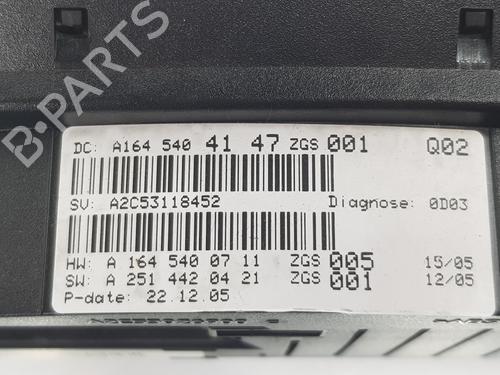 DC: A164 540 41 47 ZGS 001 Q02
SV: A2C53118452 Diagnose: 0D03
HW: A 164 540 07 11 ZGS 005 15/05
SW: A 251 442 04 21 ZGS 001 12/05
P-date: 22.12.05
B-PARTS